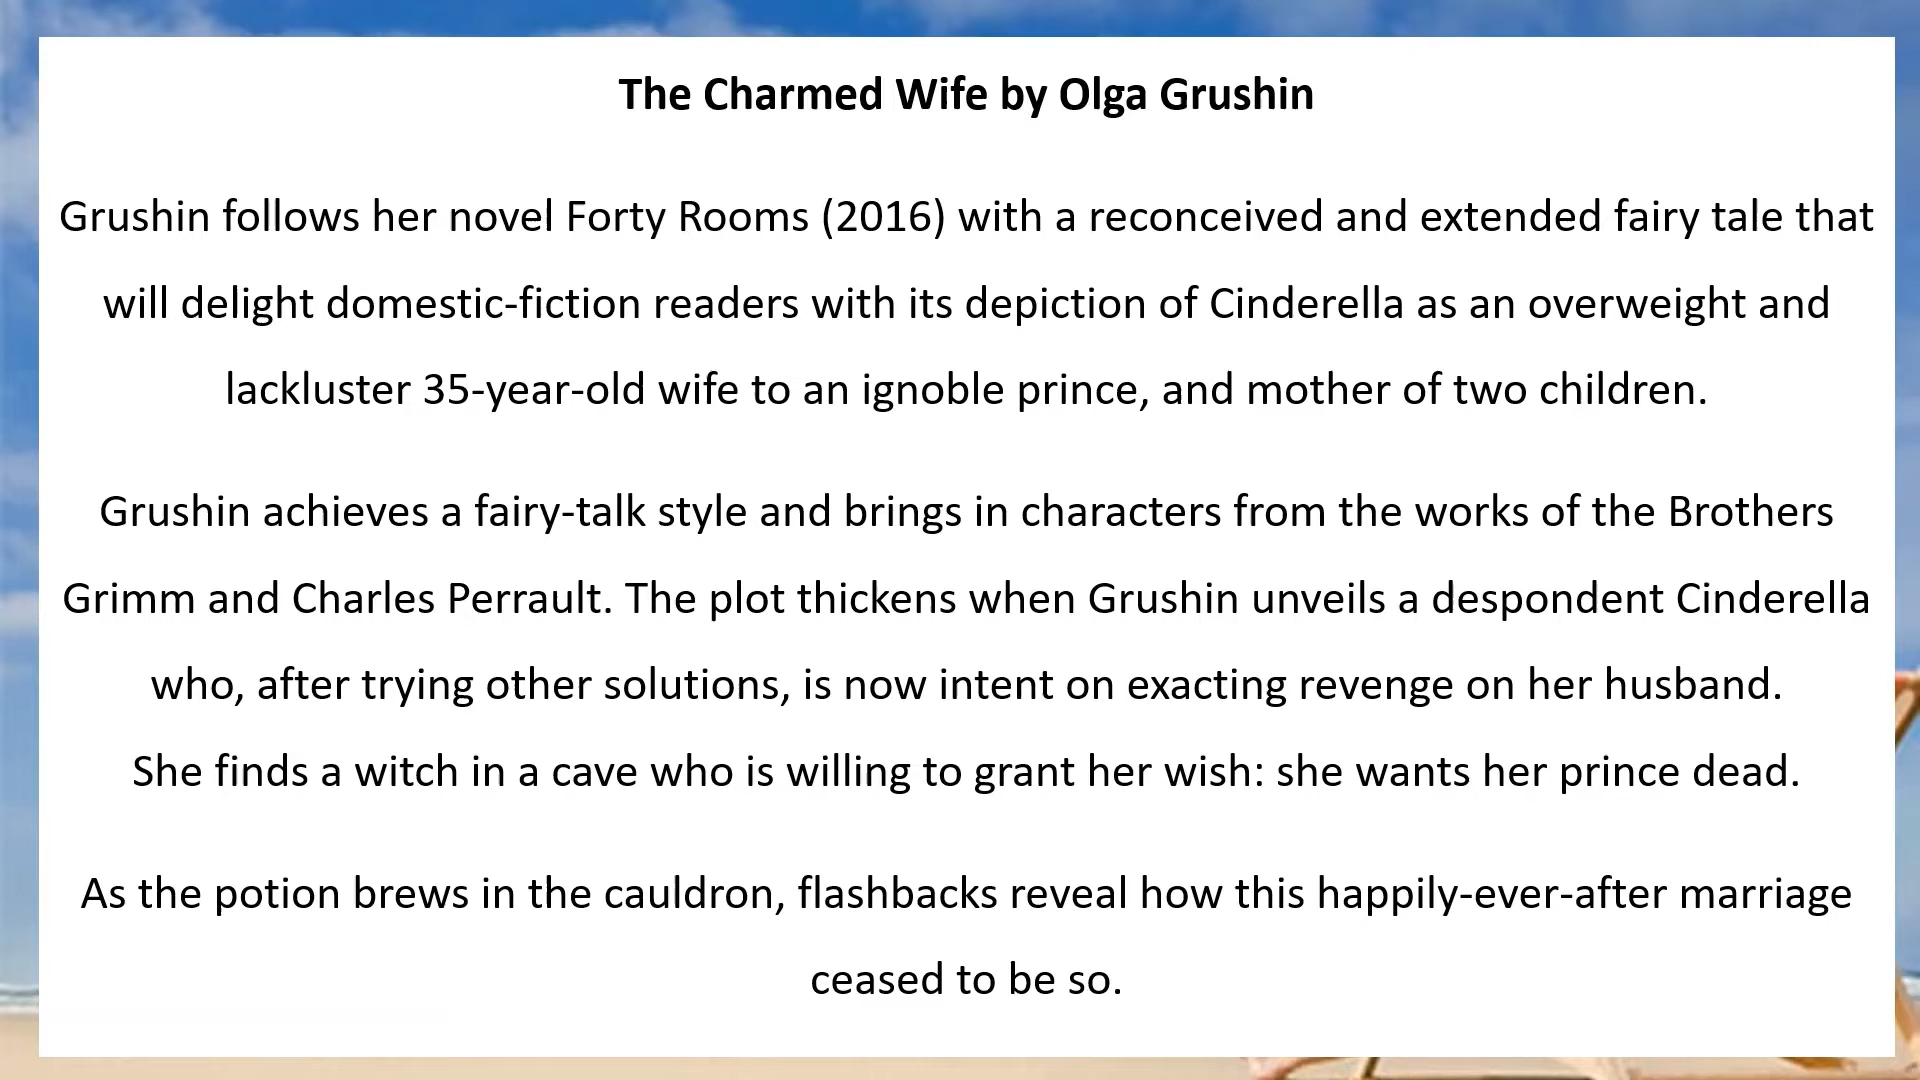 The Charmed Wife by Olga Grushin
Grushin follows her novel Forty Rooms (2016) with a reconceived and extended fairy tale that
will delight domestic-fiction readers with its depiction of Cinderella as an overweight and
lackluster 35-year-old wife to an ignoble prince, and mother of two children.
Grushin achieves a fairy-talk style and brings in characters from the works of the Brothers
Grimm and Charles Perrault. The plot thickens when Grushin unveils a despondent Cinderella
who, after trying other solutions, is now intent on exacting revenge on her husband.
She finds a witch in a cave who is willing to grant her wish: she wants her prince dead.
As the potion brews in the cauldron, flashbacks reveal how this happily-ever-after marriage
ceased to be so.